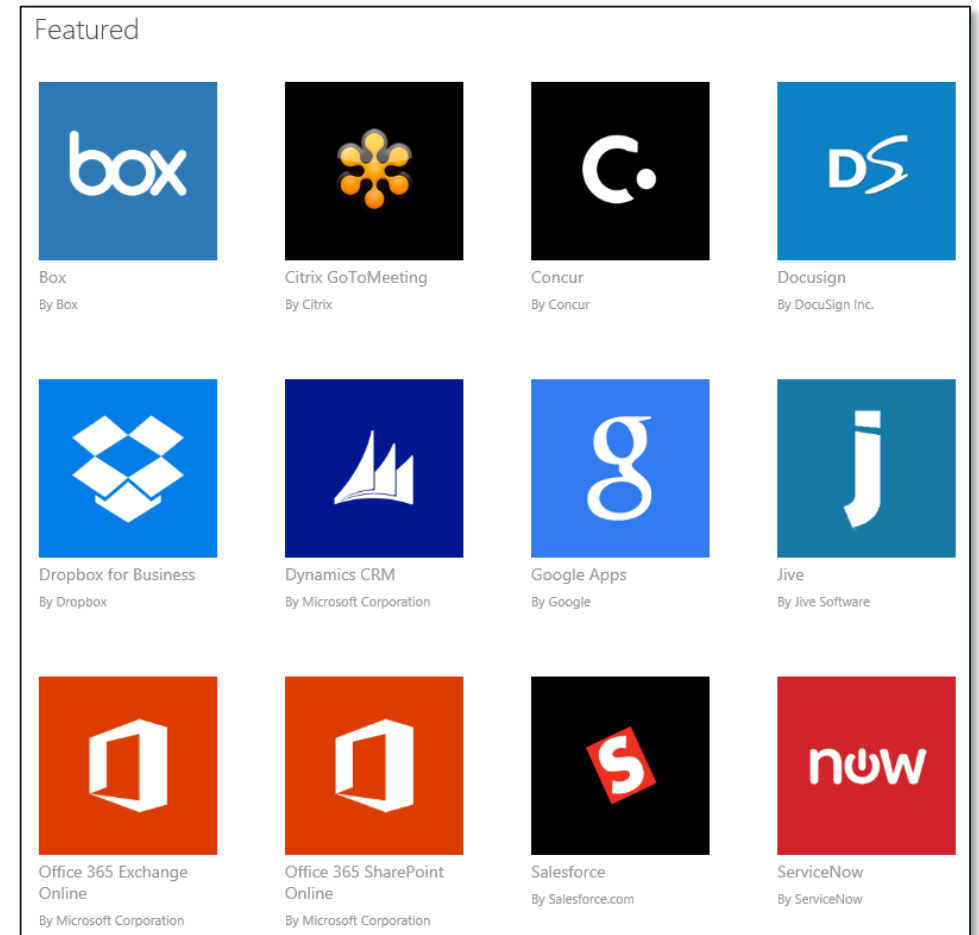 Featured
box
C.
DS
Box
Citrix GoToMeeting
Concur
Docusign
By Box
By Citrix
By Concur
By DocuSign Inc.
g
j
Dropbox for Business
Dynamics CRM
Google Apps
Jive
By Dropbox
By Microsoft Corporation
By Google
By Jive Software
S
now
Office 365 Exchange
Online
Office 365 SharePoint
Online
Salesforce
ServiceNow
By Microsoft Corporation
By Microsoft Corporation
By Salesforce.com
By ServiceNow